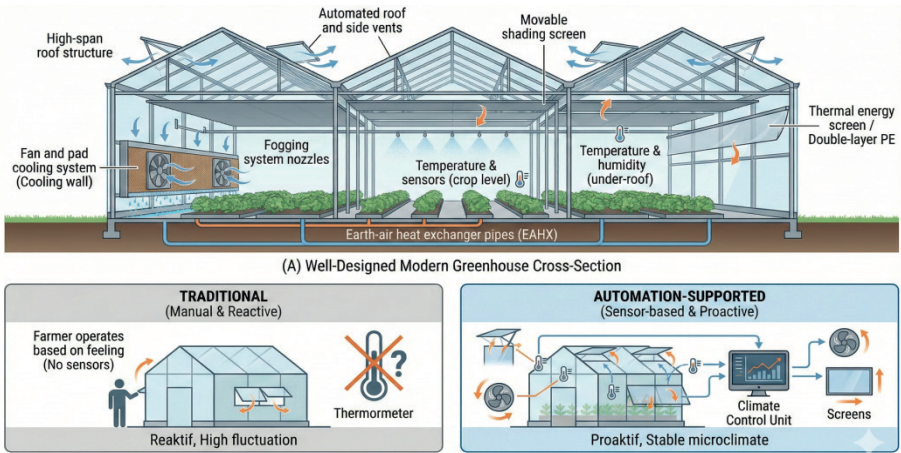 High-span
roof structure
Automated roof
and side vents
Movable
shading screen
Thermal energy
screen /
Double-layer PE
Fan and pad
cooling system
(Cooling wall)
Fogging
system nozzles
Temperature &
sensors (crop level)
Temperature &
humidity
(under-roof)
Earth-air heat exchanger pipes (EAHX)
(A) Well-Designed Modern Greenhouse Cross-Section
TRADITIONAL
(Manual & Reactive)
Farmer operates
based on feeling
(No sensors)
?
Thermormeter
Reaktif, High fluctuation
AUTOMATION-SUPPORTED
(Sensor-based & Proactive)
Climate
Control Unit
Screens
Proaktif, Stable microclimate